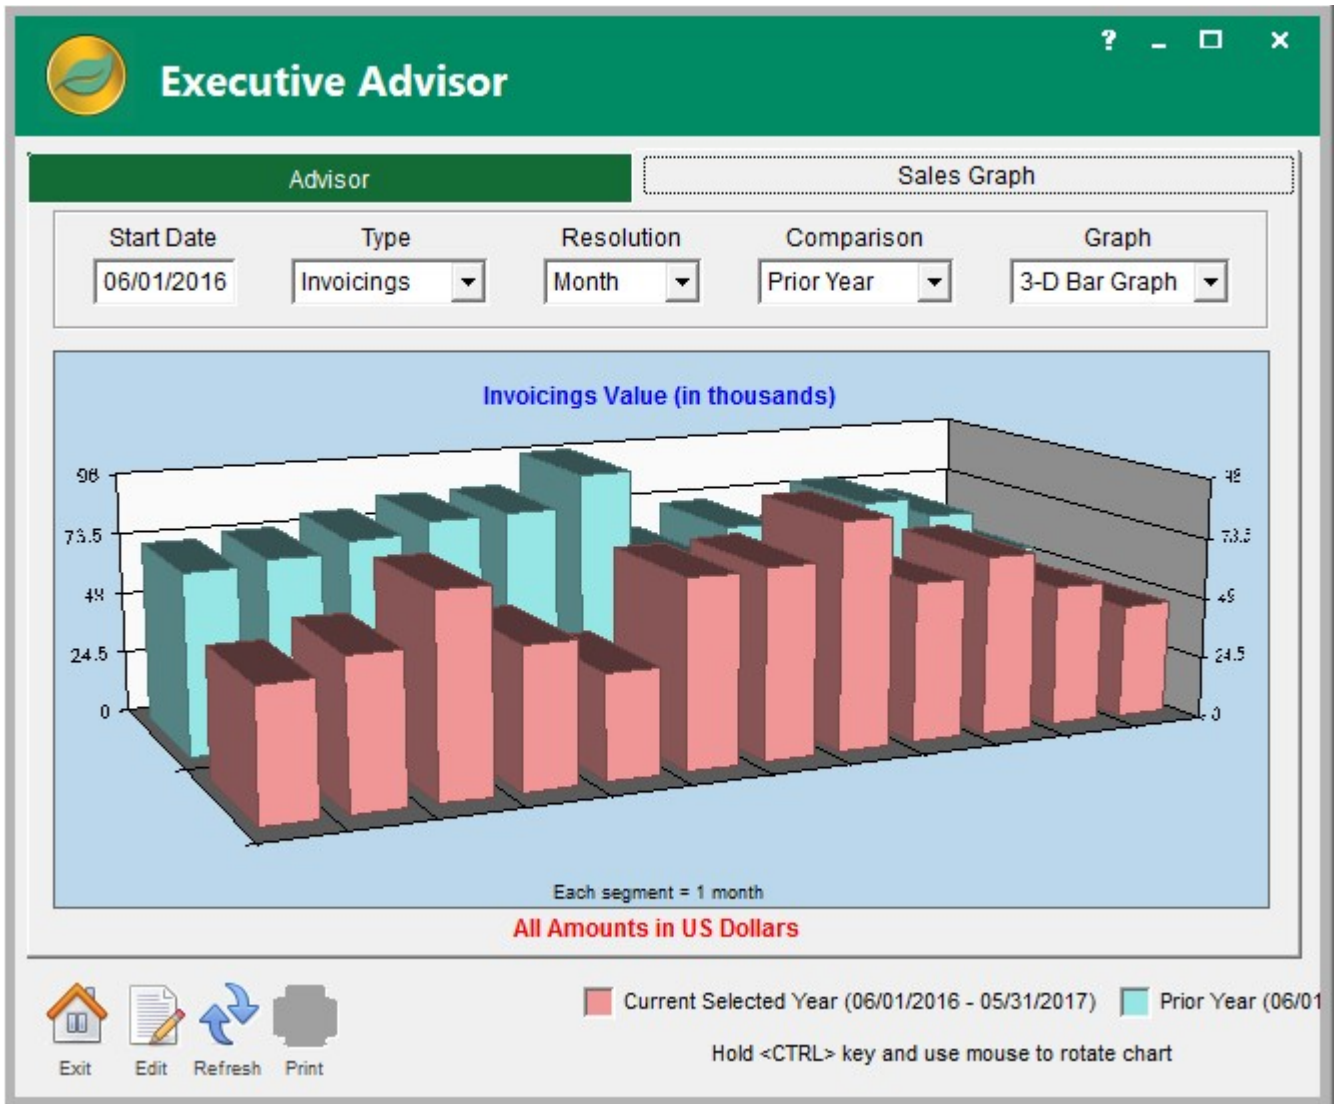 ?
Executive Advisor
Advisor
Sales Graph
Start Date Type Resolution Comparison Graph
06/01/2016 Invoicings Month Prior Year 3-D Bar Graph
Invoicings Value (in thousands)
98
73.5 73.5
49 49
24.5 24.5
0
Each segment = 1 month
All Amounts in US Dollars
Current Selected Year (06/01/2016 - 05/31/2017) Prior Year (06/01
Hold <CTRL> key and use mouse to rotate chart
Exit Edit Refresh Print